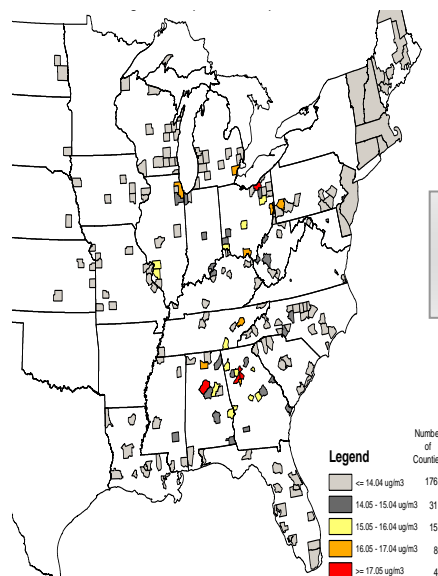 Number
of
Counties
Legend
<= 14.04 ug/m3 176
14.05 - 15.04 ug/m3 31
15.05 - 16.04 ug/m3 15
16.05 - 17.04 ug/m3 8
>= 17.05 ug/m3 4